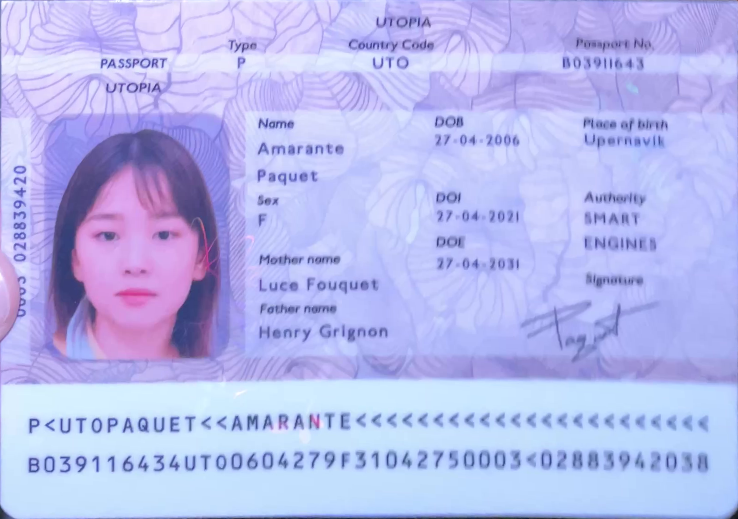 UTOPIA
Type
Country Code
Passport No.
PASSPORT
P
UTO
B03911643
UTOPIA
Name
DOB
Place of birth
Amarante
27-04-2006
Upernavik
Paquet
Sex
DOI
Authority
F
27-04-2021
SMART
DOE
ENGINES
Mother name
27-04-2031
Signature
Luce Fouquet
Father name
Henry Grignon
Paquet
0003 028839420
P<UTOPAQUET<<AMARANTE<<<<<<<<<<<<<<<<<<<<<<<
B039116434UTO0604279F31042750003<02883942038